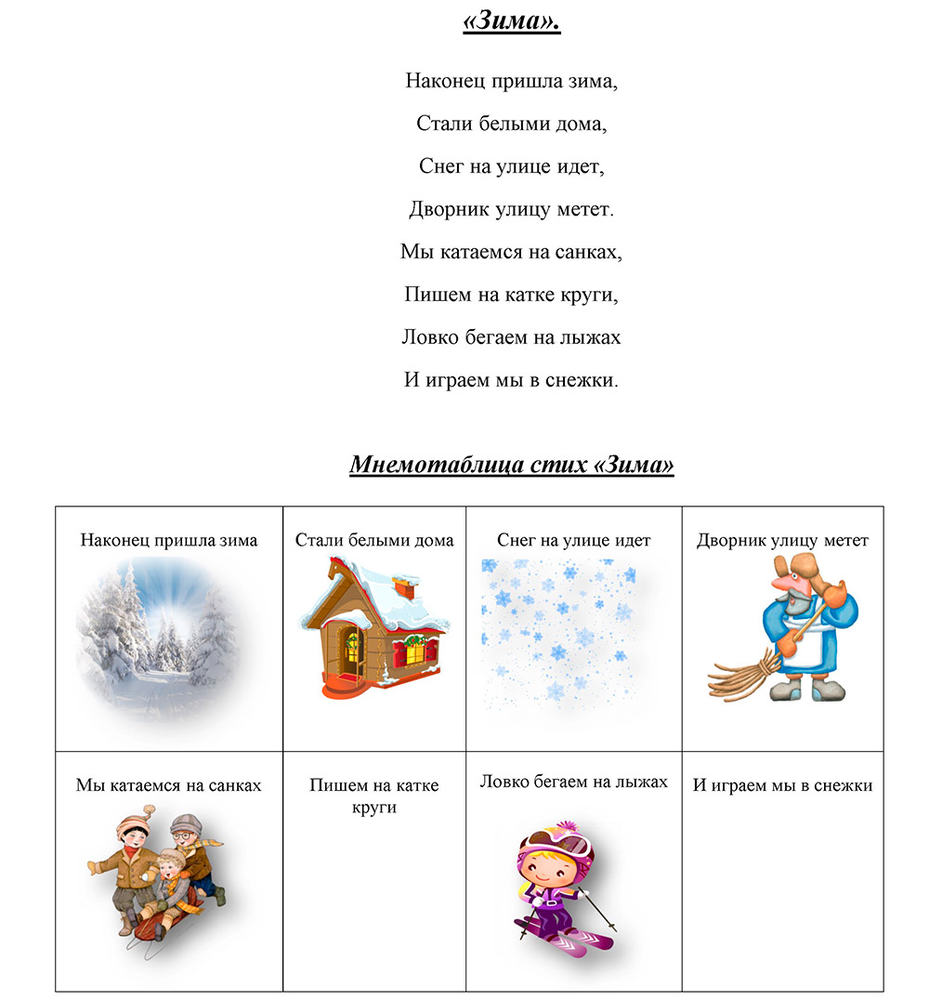 «Зима».
Наконец пришла зима,
Стали белыми дома,
Снег на улице идет,
Дворник улицу метет.
Мы катаемся на санках,
Пишем на катке круги,
Ловко бегаем на лыжах
И играем мы в снежки.
Мнемотаблица стих «Зима»
Наконец пришла зима
Стали белыми дома
Снег на улице идет
Дворник улицу метет
Мы катаемся на санках
Пишем на катке
круги
Ловко бегаем на лыжах
И играем мы в снежки